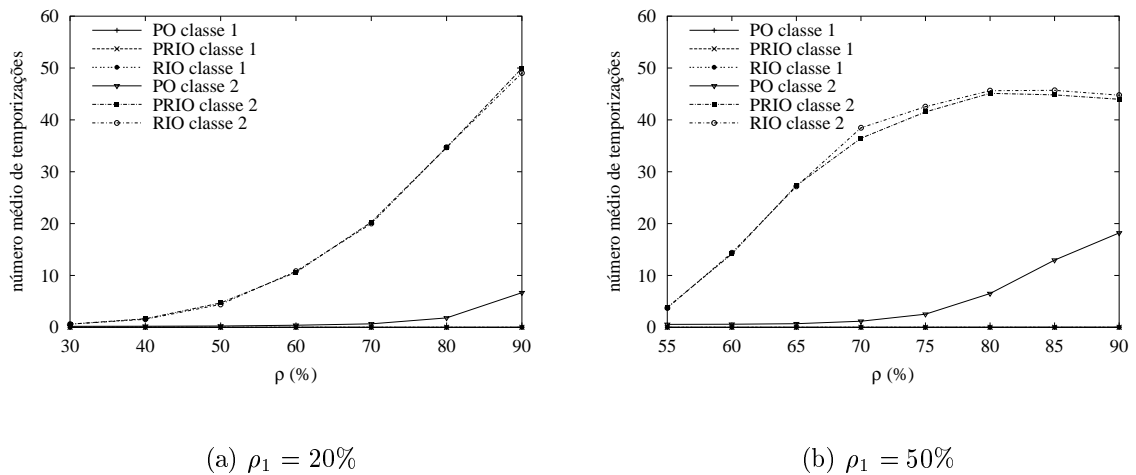 60
50
40
30
20
10
0
número médio de temporizações
PO classe 1
PRIO classe 1
RIO classe 1
PO classe 2
PRIO classe 2
RIO classe 2
30 40 50 60 70 80 90
ρ (%)
(a) ρ1 = 20%
60
50
40
30
20
10
0
número médio de temporizações
PO classe 1
PRIO classe 1
RIO classe 1
PO classe 2
PRIO classe 2
RIO classe 2
55 60 65 70 75 80 85 90
ρ (%)
(b) ρ1 = 50%